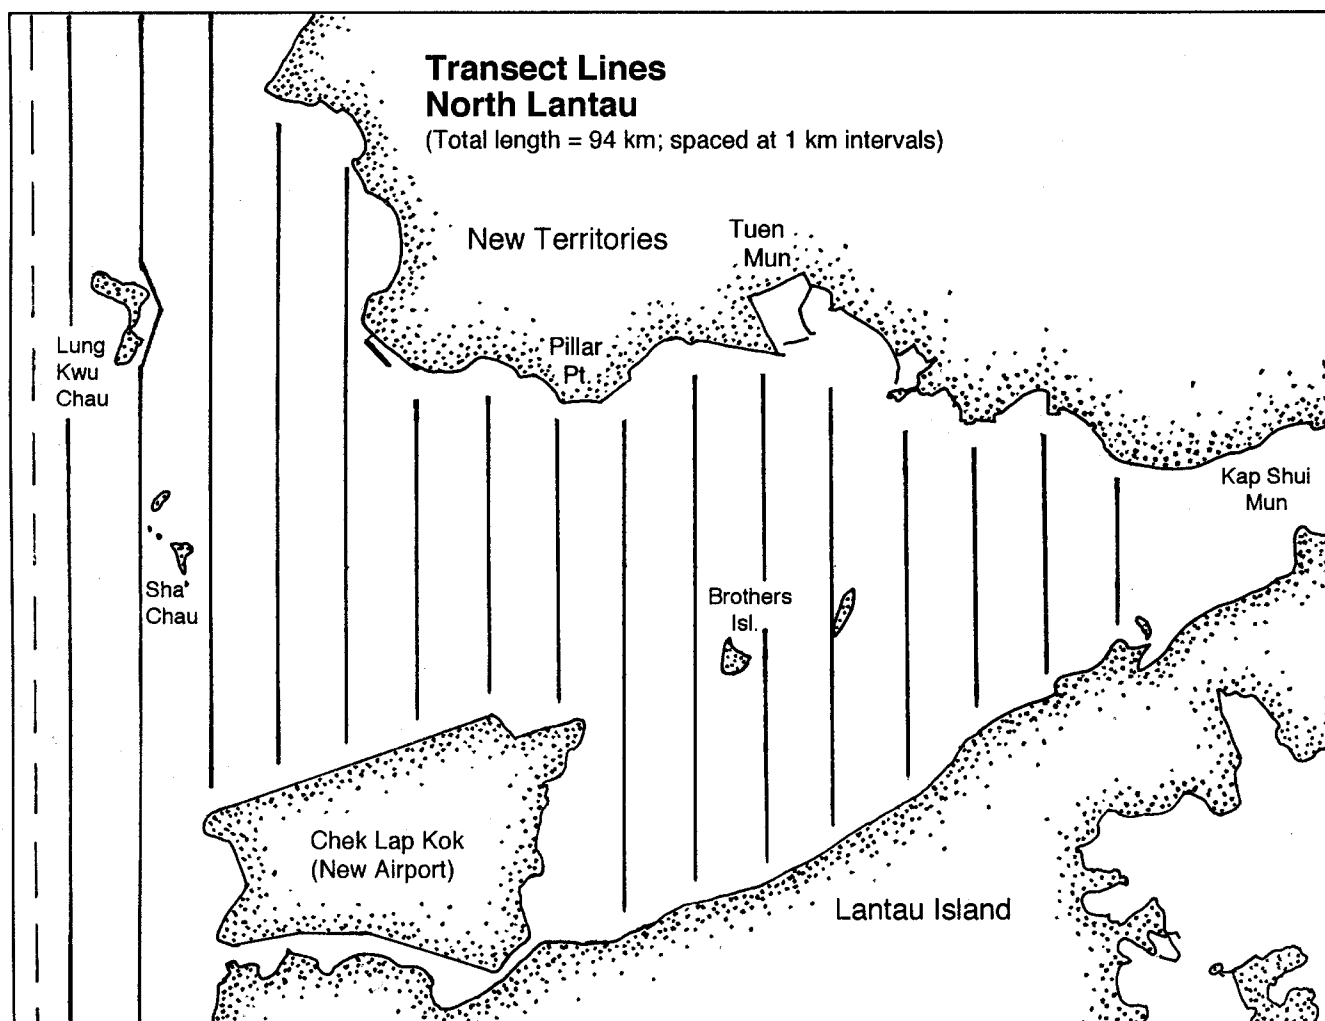 Transect Lines
North Lantau
(Total length = 94 km; spaced at 1 km intervals)
New Territories
Tuen
Mun
Pillar
Pt.
Lung
Kwu
Chau
Kap Shui
Mun
Sha
Chau
Brothers
Isl.
Chek Lap Kok
(New Airport)
Lantau Island